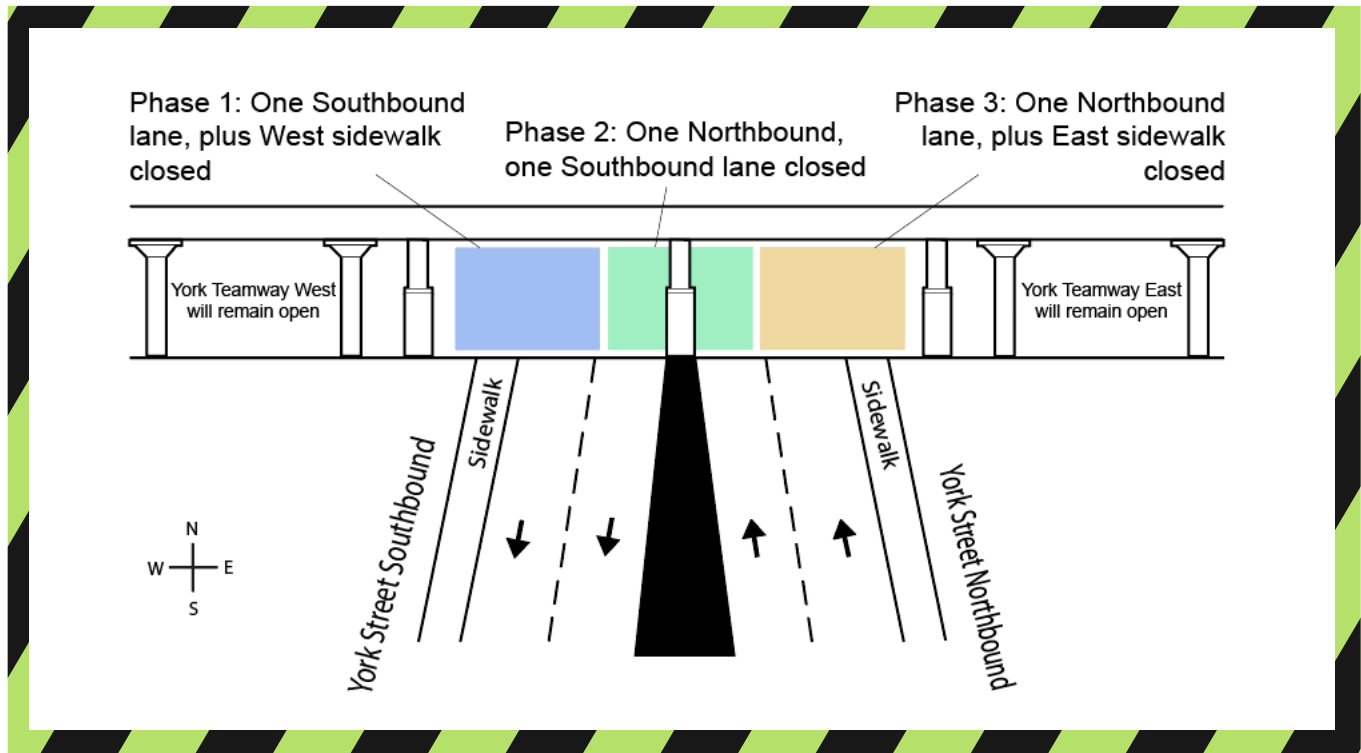 Phase 1: One Southbound
lane, plus West sidewalk
closed
Phase 2: One Northbound,
one Southbound lane closed
Phase 3: One Northbound
lane, plus East sidewalk
closed
York Teamway West
will remain open
York Teamway East
will remain open
Sidewalk
Sidewalk
York Street Southbound
York Street Northbound
N
W E
S